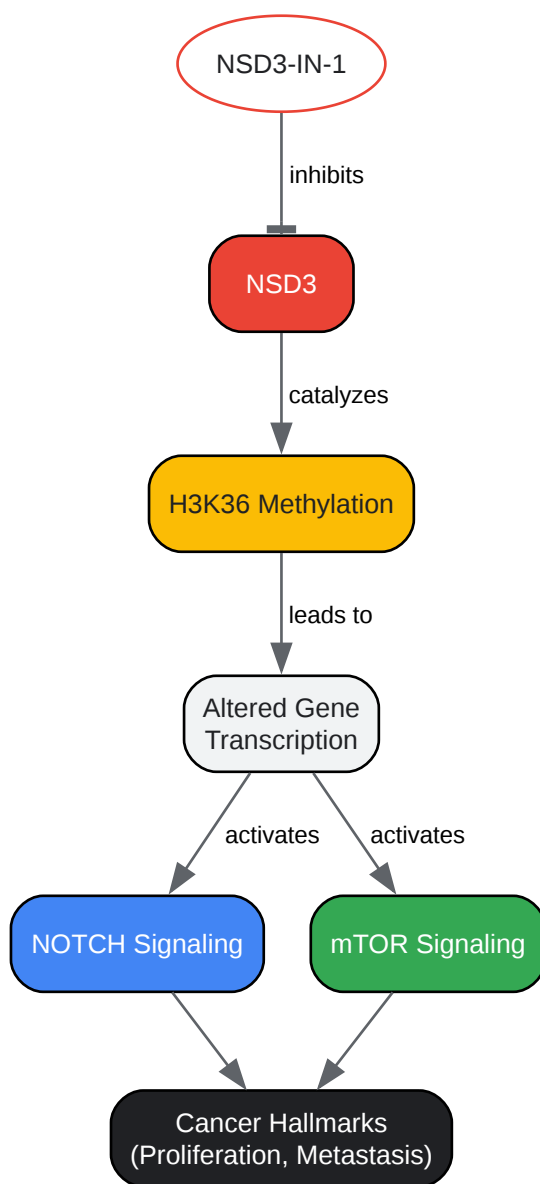 NSD3-IN-1
inhibits
NSD3
catalyzes
H3K36 Methylation
leads to
Altered Gene
Transcription
activates
activates
NOTCH Signaling
mTOR Signaling
Cancer Hallmarks
(Proliferation, Metastasis)